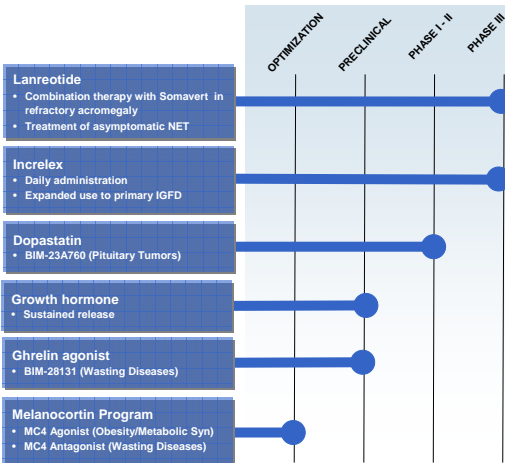 OPTIMIZATION
PRECLINICAL
PHASE I - II
PHASE III
Lanreotide
• Combination therapy with Somavert in
refractory acromegaly
• Treatment of asymptomatic NET
Increlex
• Daily administration
• Expanded use to primary IGFD
Dopastatin
• BIM-23A760 (Pituitary Tumors)
Growth hormone
• Sustained release
Ghrelin agonist
• BIM-28131 (Wasting Diseases)
Melanocortin Program
• MC4 Agonist (Obesity/Metabolic Syn)
• MC4 Antagonist (Wasting Diseases)